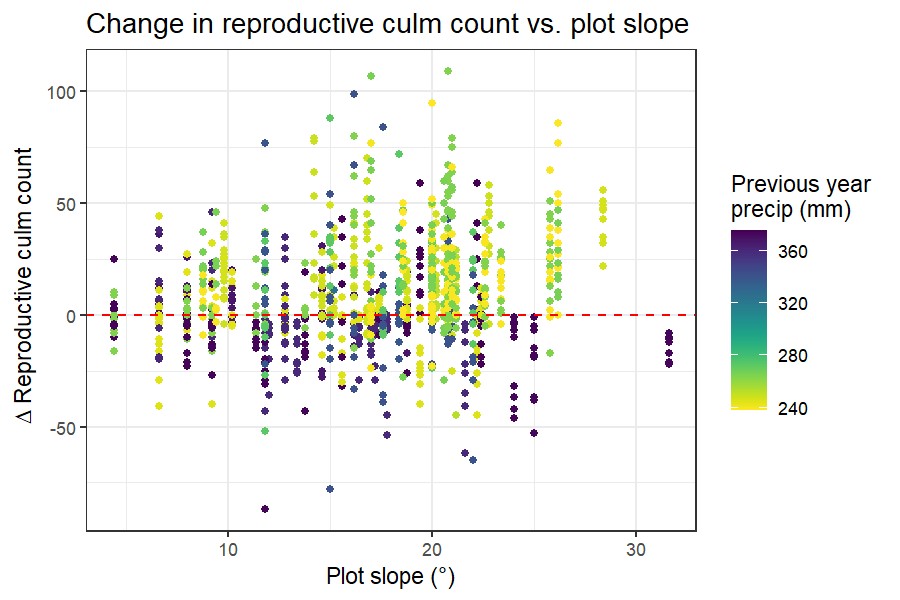 Change in reproductive culm count vs. plot slope
Δ Reproductive culm count
100
50
0
-50
10
20
30
Plot slope (°)
Previous year
precip (mm)
360
320
280
240